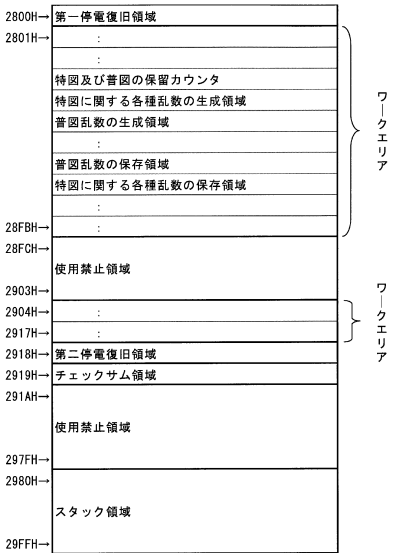 2800H→ 第一停電復旧領域
2801H→ :
:
特図及び普図の保留カウンタ
特図に関する各種乱数の生成領域
普図乱数の生成領域
:
普図乱数の保存領域
特図に関する各種乱数の保存領域
:
28FBH→ :
ワークエリア
28FCH→
使用禁止領域
2903H→
2904H→ :
2917H→ :
ワークエリア
2918H→ 第二停電復旧領域
2919H→ チェックサム領域
291AH→
使用禁止領域
297FH→
2980H→
スタック領域
29FFH→